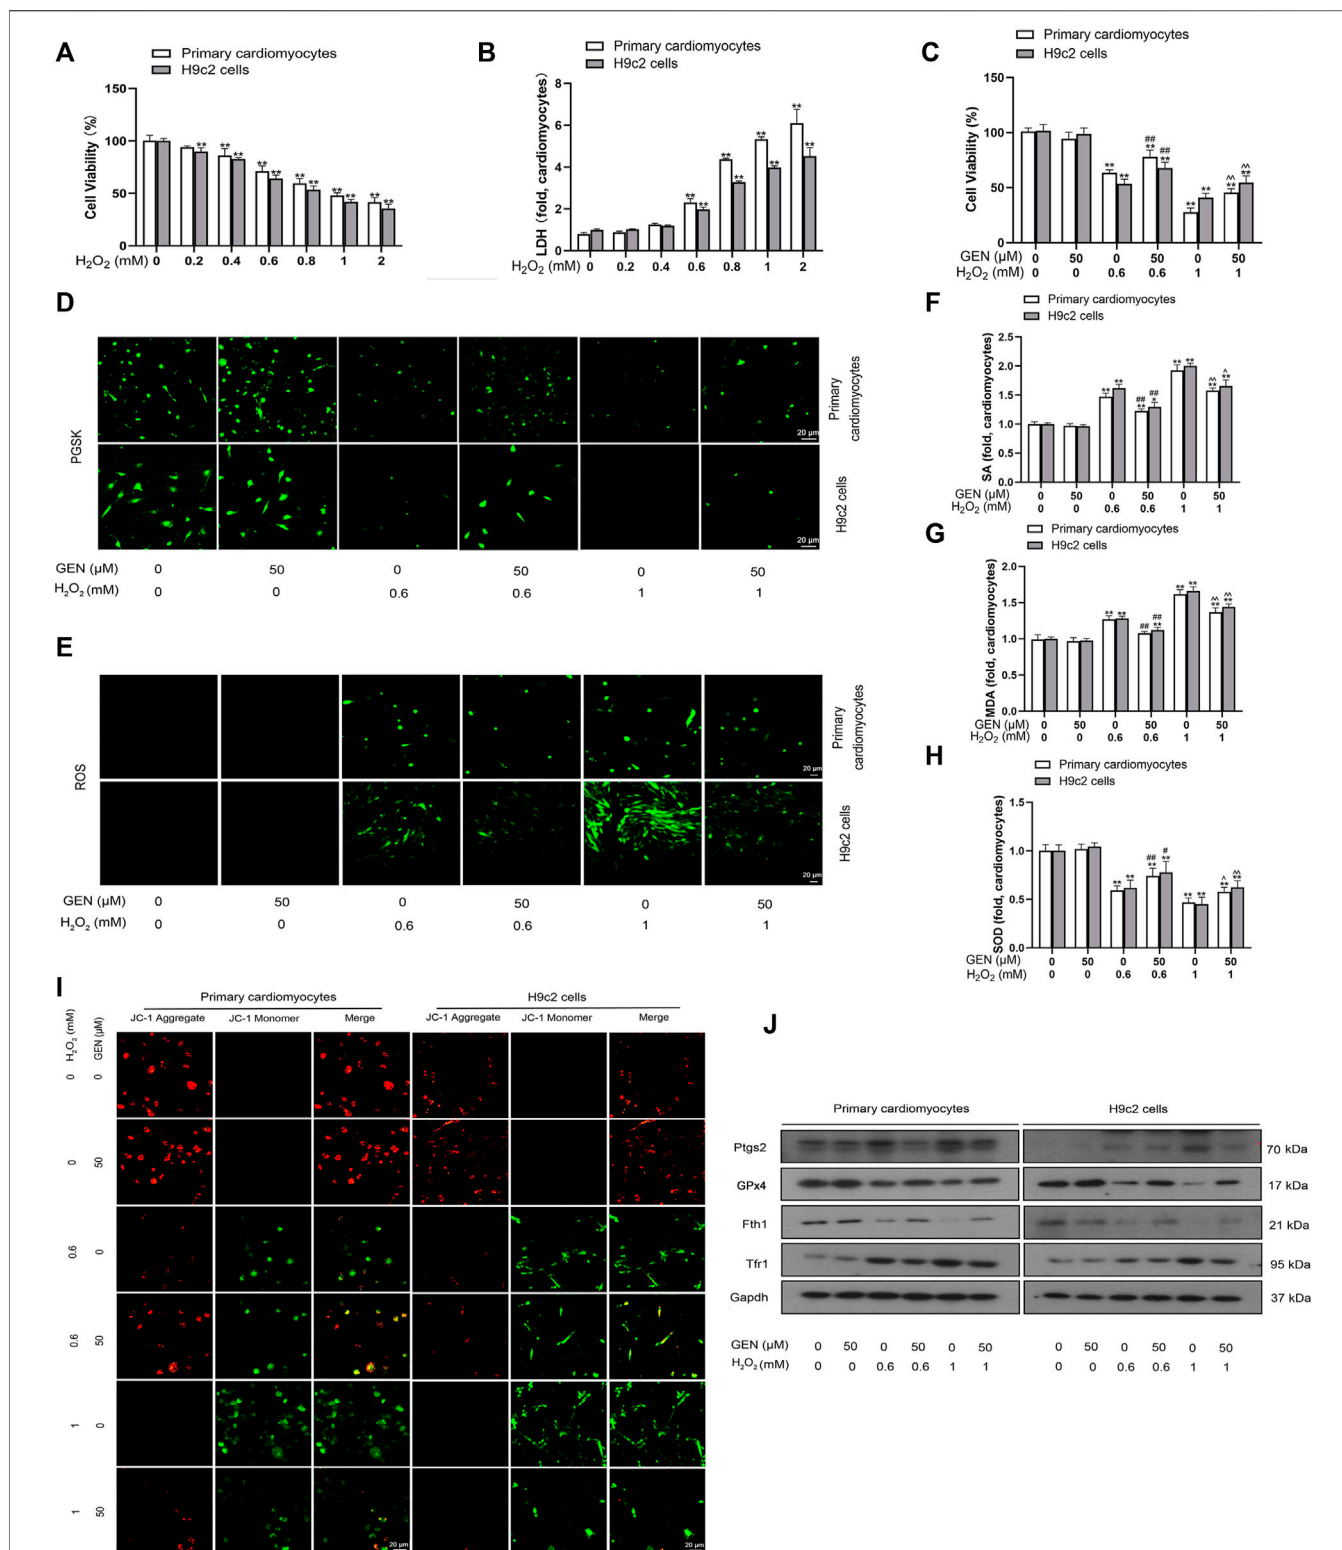 A
Primary cardiomyocytes
H9c2 cells
Cell Viability (%)
150
100
50
0
H₂O₂ (mM) 0 0.2 0.4 0.6 0.8 1 2
** ** ** ** ** ** ** ** ** ** **
B
Primary cardiomyocytes
H9c2 cells
LDH (fold, cardiomyocytes)
8
6
4
2
0
H₂O₂ (mM) 0 0.2 0.4 0.6 0.8 1 2
** ** ** ** ** ** ** **
C
Primary cardiomyocytes
H9c2 cells
Cell Viability (%)
150
100
50
0
## ## ^^ ^^
** ** ** ** ** ** ** **
GEN (μM) 0 50 0 50 0 50
H₂O₂ (mM) 0 0 0.6 0.6 1 1
D
PGSK
Primary cardiomyocytes
H9c2 cells
20 μm
20 μm
GEN (μM) 0 50 0 50 0 50
H₂O₂ (mM) 0 0 0.6 0.6 1 1
E
ROS
Primary cardiomyocytes
H9c2 cells
20 μm
20 μm
GEN (μM) 0 50 0 50 0 50
H₂O₂ (mM) 0 0 0.6 0.6 1 1
F
Primary cardiomyocytes
H9c2 cells
SA (fold, cardiomyocytes)
2.5
2.0
1.5
1.0
0.5
0.0
## ## ^^ ^
** ** ** * ** ** ** **
GEN (μM) 0 50 0 50 0 50
H₂O₂ (mM) 0 0 0.6 0.6 1 1
G
Primary cardiomyocytes
H9c2 cells
MDA (fold, cardiomyocytes)
2.0
1.5
1.0
0.5
0.0
## ## ^^ ^^
** ** ** ** ** ** **
GEN (μM) 0 50 0 50 0 50
H₂O₂ (mM) 0 0 0.6 0.6 1 1
H
Primary cardiomyocytes
H9c2 cells
SOD (fold, cardiomyocytes)
1.5
1.0
0.5
0.0
## # ^ ^^
** ** ** ** ** ** ** **
GEN (μM) 0 50 0 50 0 50
H₂O₂ (mM) 0 0 0.6 0.6 1 1
I
Primary cardiomyocytes H9c2 cells
JC-1 Aggregate JC-1 Monomer Merge JC-1 Aggregate JC-1 Monomer Merge
H₂O₂ (mM) GEN (μM)
0 0
0 50
0.6 0
0.6 50
1 0
1 50
20 μm 20 μm
J
Primary cardiomyocytes H9c2 cells
Ptgs2 70 kDa
GPx4 17 kDa
Fth1 21 kDa
Tfr1 95 kDa
Gapdh 37 kDa
GEN (μM) 0 50 0 50 0 50 0 50 0 50 0 50
H₂O₂ (mM) 0 0 0.6 0.6 1 1 0 0 0.6 0.6 1 1